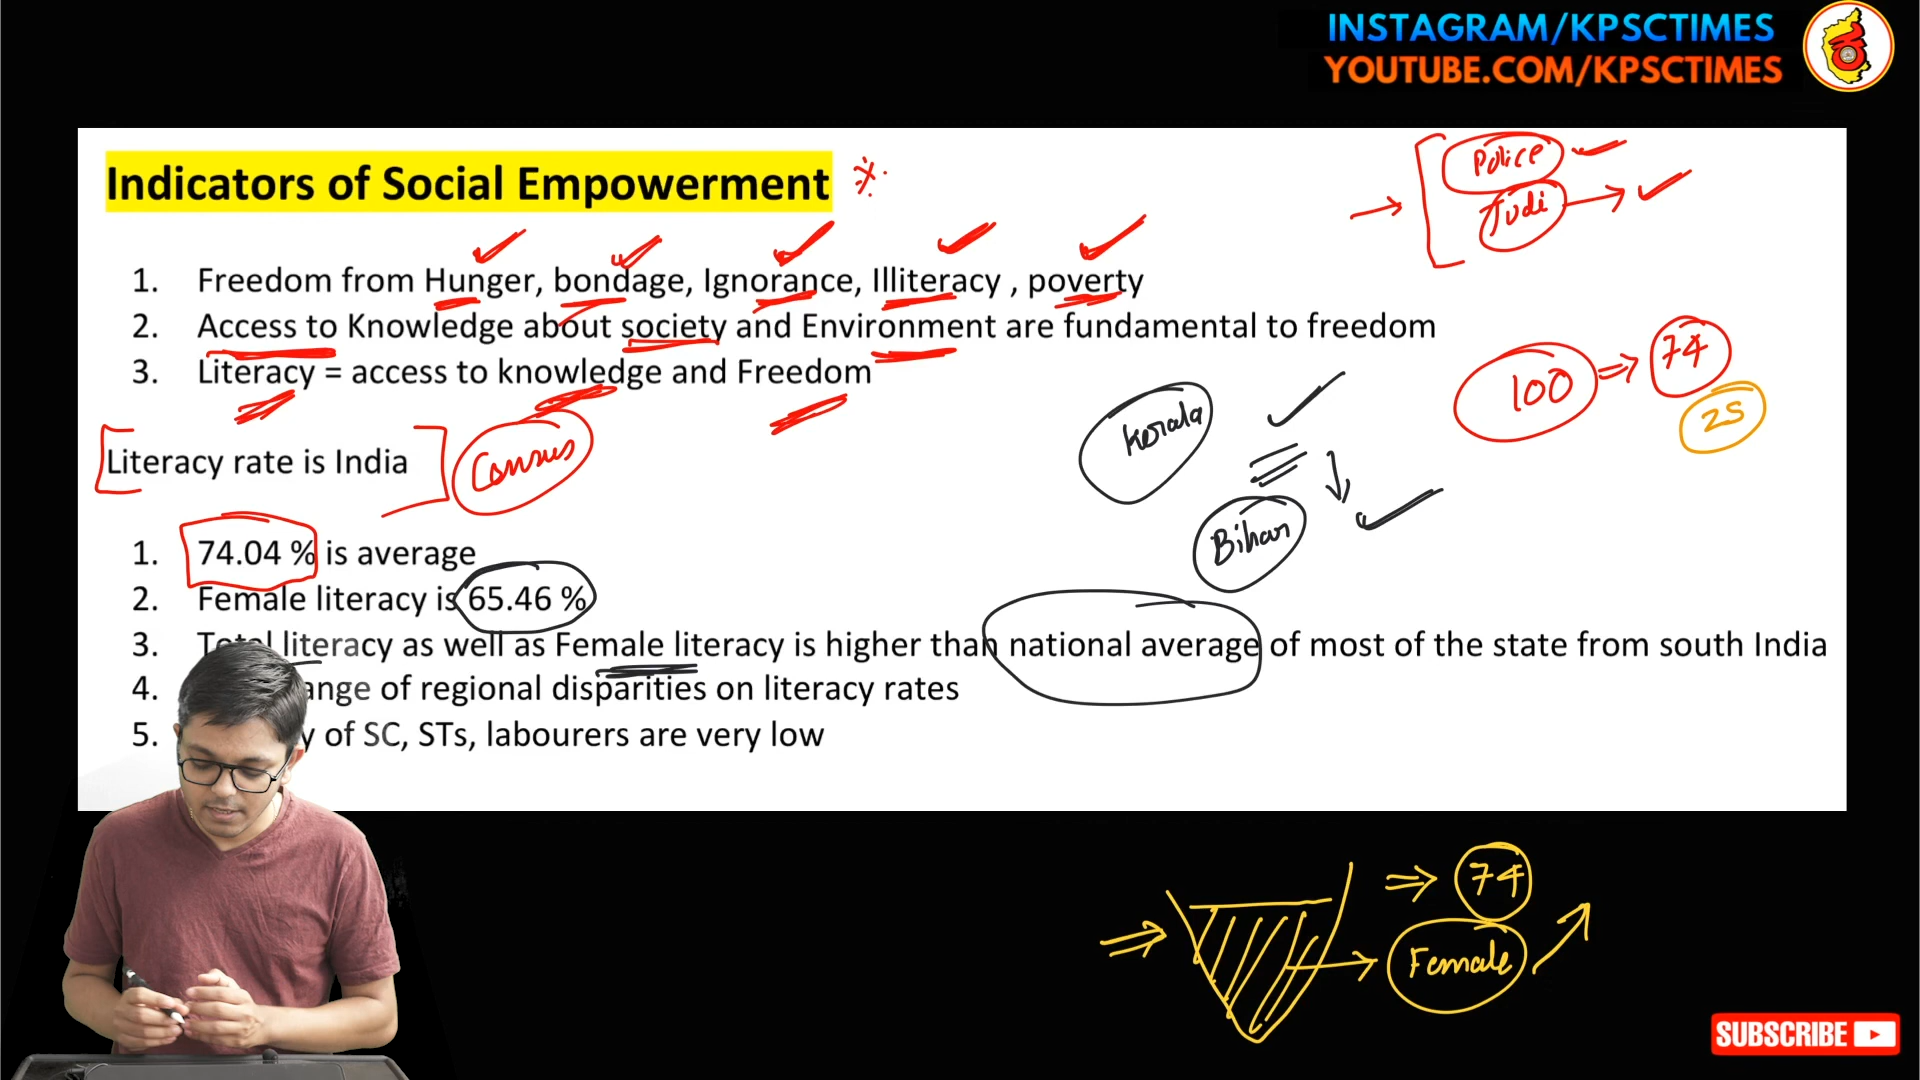 INSTAGRAM/KPSCTIMES
YOUTUBE.COM/KPSCTIMES
Indicators of Social Empowerment
Police
Judi
1. Freedom from Hunger, bondage, Ignorance, Illiteracy , poverty
2. Access to Knowledge about society and Environment are fundamental to freedom
3. Literacy = access to knowledge and Freedom
100 ⇒ 74
25
Kerala
Literacy rate is India
Census
Bihar
1. 74.04 % is average
2. Female literacy is 65.46 %
3. Total literacy as well as Female literacy is higher than national average of most of the state from south India
4. ange of regional disparities on literacy rates
5. y of SC, STs, labourers are very low
⇒ 74
Female
SUBSCRIBE